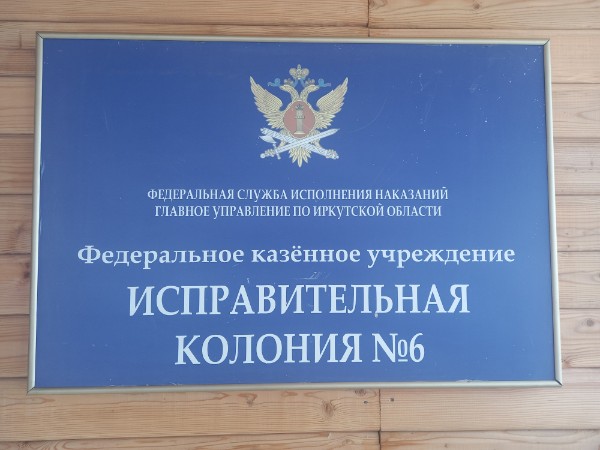 ФЕДЕРАЛЬНАЯ СЛУЖБА ИСПОЛНЕНИЯ НАКАЗАНИЙ
ГЛАВНОЕ УПРАВЛЕНИЕ ПО ИРКУТСКОЙ ОБЛАСТИ
Федеральное казённое учреждение
ИСПРАВИТЕЛЬНАЯ
КОЛОНИЯ №6